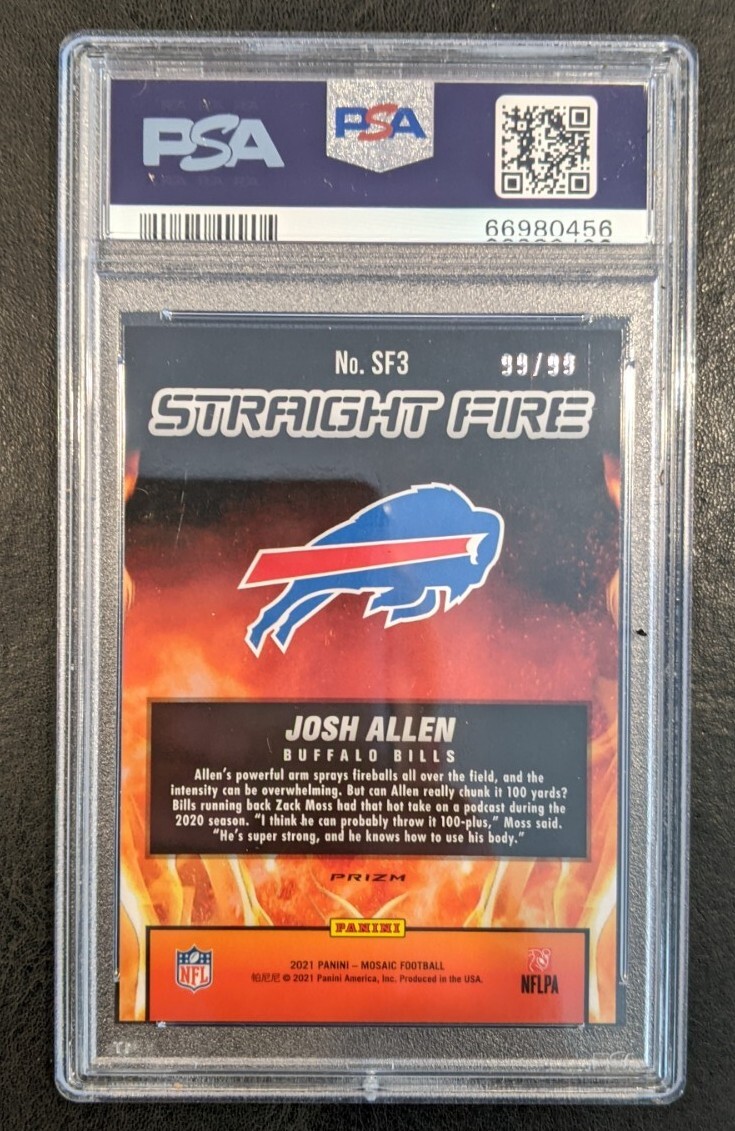 PSA
PSA
66980456
No. SF3
99/99
STRAIGHT FIRE
JOSH ALLEN
BUFFALO BILLS
Allen's powerful arm sprays fireballs all over the field, and the
intensity can be overwhelming. But can Allen really chunk it 100 yards?
Bills running back Zack Moss had that hot take on a podcast during the
2020 season. "I think he can probably throw it 100-plus," Moss said.
"He's super strong, and he knows how to use his body."
PRIZM
PANINI
NFL
2021 PANINI – MOSAIC FOOTBALL
帕尼尼 © 2021 Panini America, Inc. Produced in the USA.
NFLPA